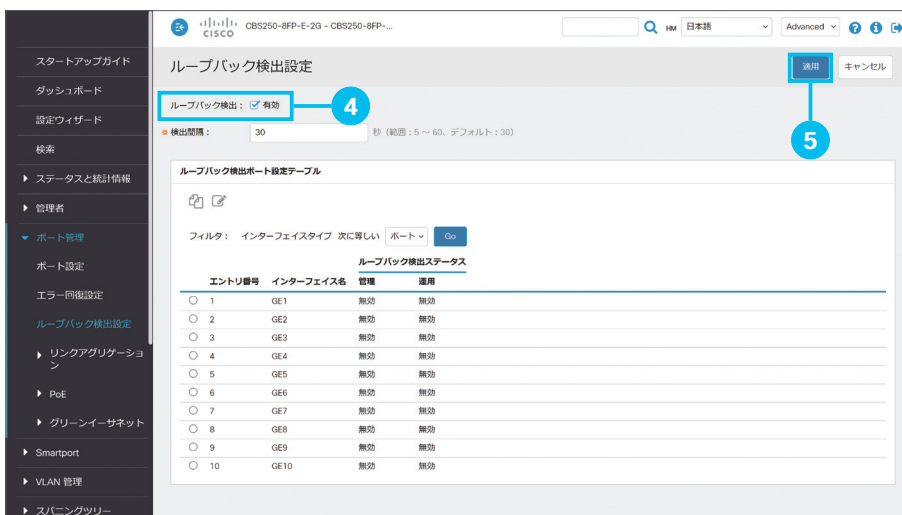 CISCO
CBS250-8FP-E-2G - CBS250-8FP-...
HM
日本語
Advanced
スタートアップガイド
ダッシュボード
設定ウィザード
検索
ステータスと統計情報
管理者
ポート管理
ポート設定
エラー回復設定
ループバック検出設定
リンクアグリゲーショ
ン
PoE
グリーンイーサネット
Smartport
VLAN 管理
スパニングツリー
ループバック検出設定
適用
キャンセル
ループバック検出: 有効
4
5
検出間隔: 30 秒(範囲:5 ~ 60、デフォルト:30)
ループバック検出ポート設定テーブル
フィルタ: インターフェイスタイプ 次に等しい ポート Go
ループバック検出ステータス
エントリ番号 インターフェイス名 管理 運用
1 GE1 無効 無効
2 GE2 無効 無効
3 GE3 無効 無効
4 GE4 無効 無効
5 GE5 無効 無効
6 GE6 無効 無効
7 GE7 無効 無効
8 GE8 無効 無効
9 GE9 無効 無効
10 GE10 無効 無効